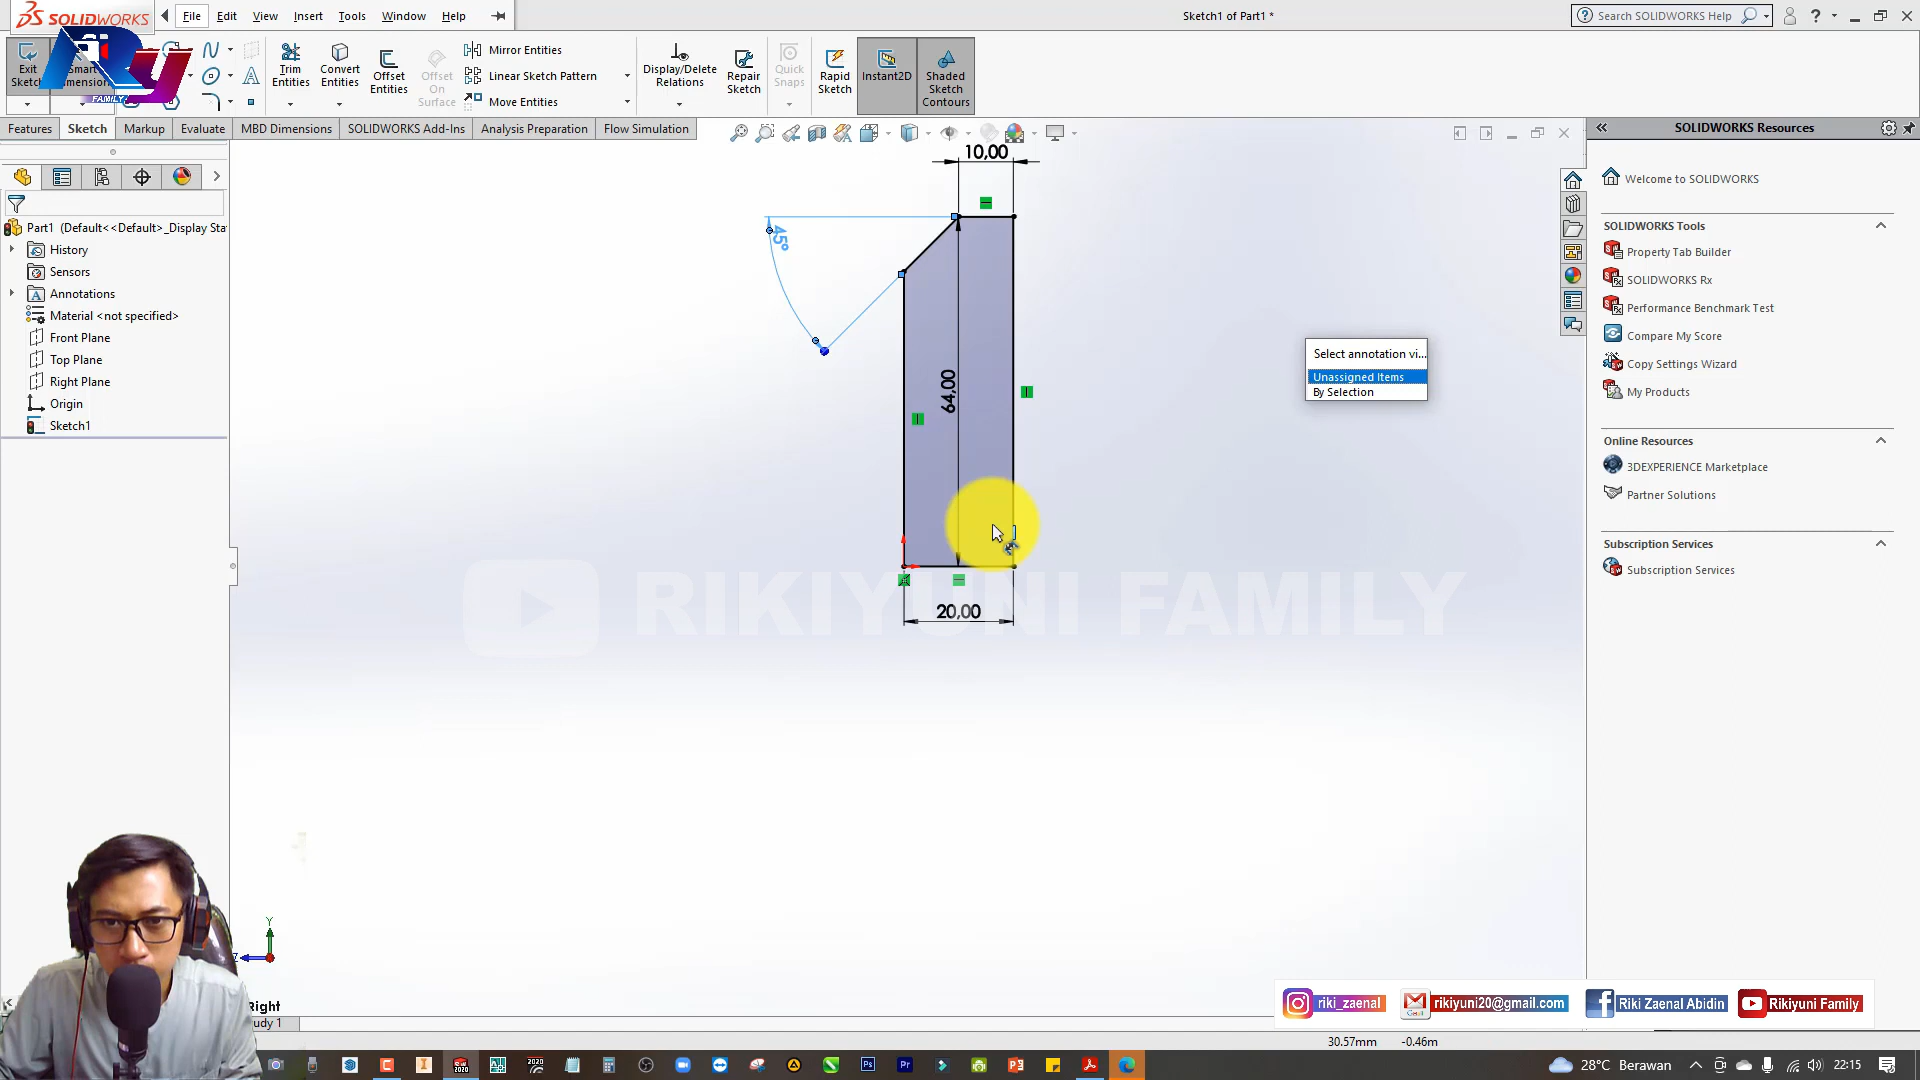 SOLIDWORKS
File Edit View Insert Tools Window Help
Sketch1 of Part1 *
Search SOLIDWORKS Help
Exit Sketch
Smart Dimension
Trim Entities
Convert Entities
Offset Entities
Offset On Surface
Mirror Entities
Linear Sketch Pattern
Move Entities
Display/Delete Relations
Repair Sketch
Quick Snaps
Rapid Sketch
Instant2D
Shaded Sketch Contours
RY
FAMILY
Features Sketch Markup Evaluate MBD Dimensions SOLIDWORKS Add-Ins Analysis Preparation Flow Simulation
Part1 (Default<<Default>_Display Sta
History
Sensors
Annotations
Material <not specified>
Front Plane
Top Plane
Right Plane
Origin
Sketch1
10,00
45°
64,00
20,00
Select annotation vi...
Unassigned Items
By Selection
RIKIYUNI FAMILY
SOLIDWORKS Resources
Welcome to SOLIDWORKS
SOLIDWORKS Tools
Property Tab Builder
SOLIDWORKS Rx
Performance Benchmark Test
Compare My Score
Copy Settings Wizard
My Products
Online Resources
3DEXPERIENCE Marketplace
Partner Solutions
Subscription Services
Subscription Services
Y
Z
Right
udy 1
riki_zaenal
Gmail
rikiyuni20@gmail.com
Riki Zaenal Abidin
Rikiyuni Family
30.57mm -0.46m
28°C Berawan
22:15